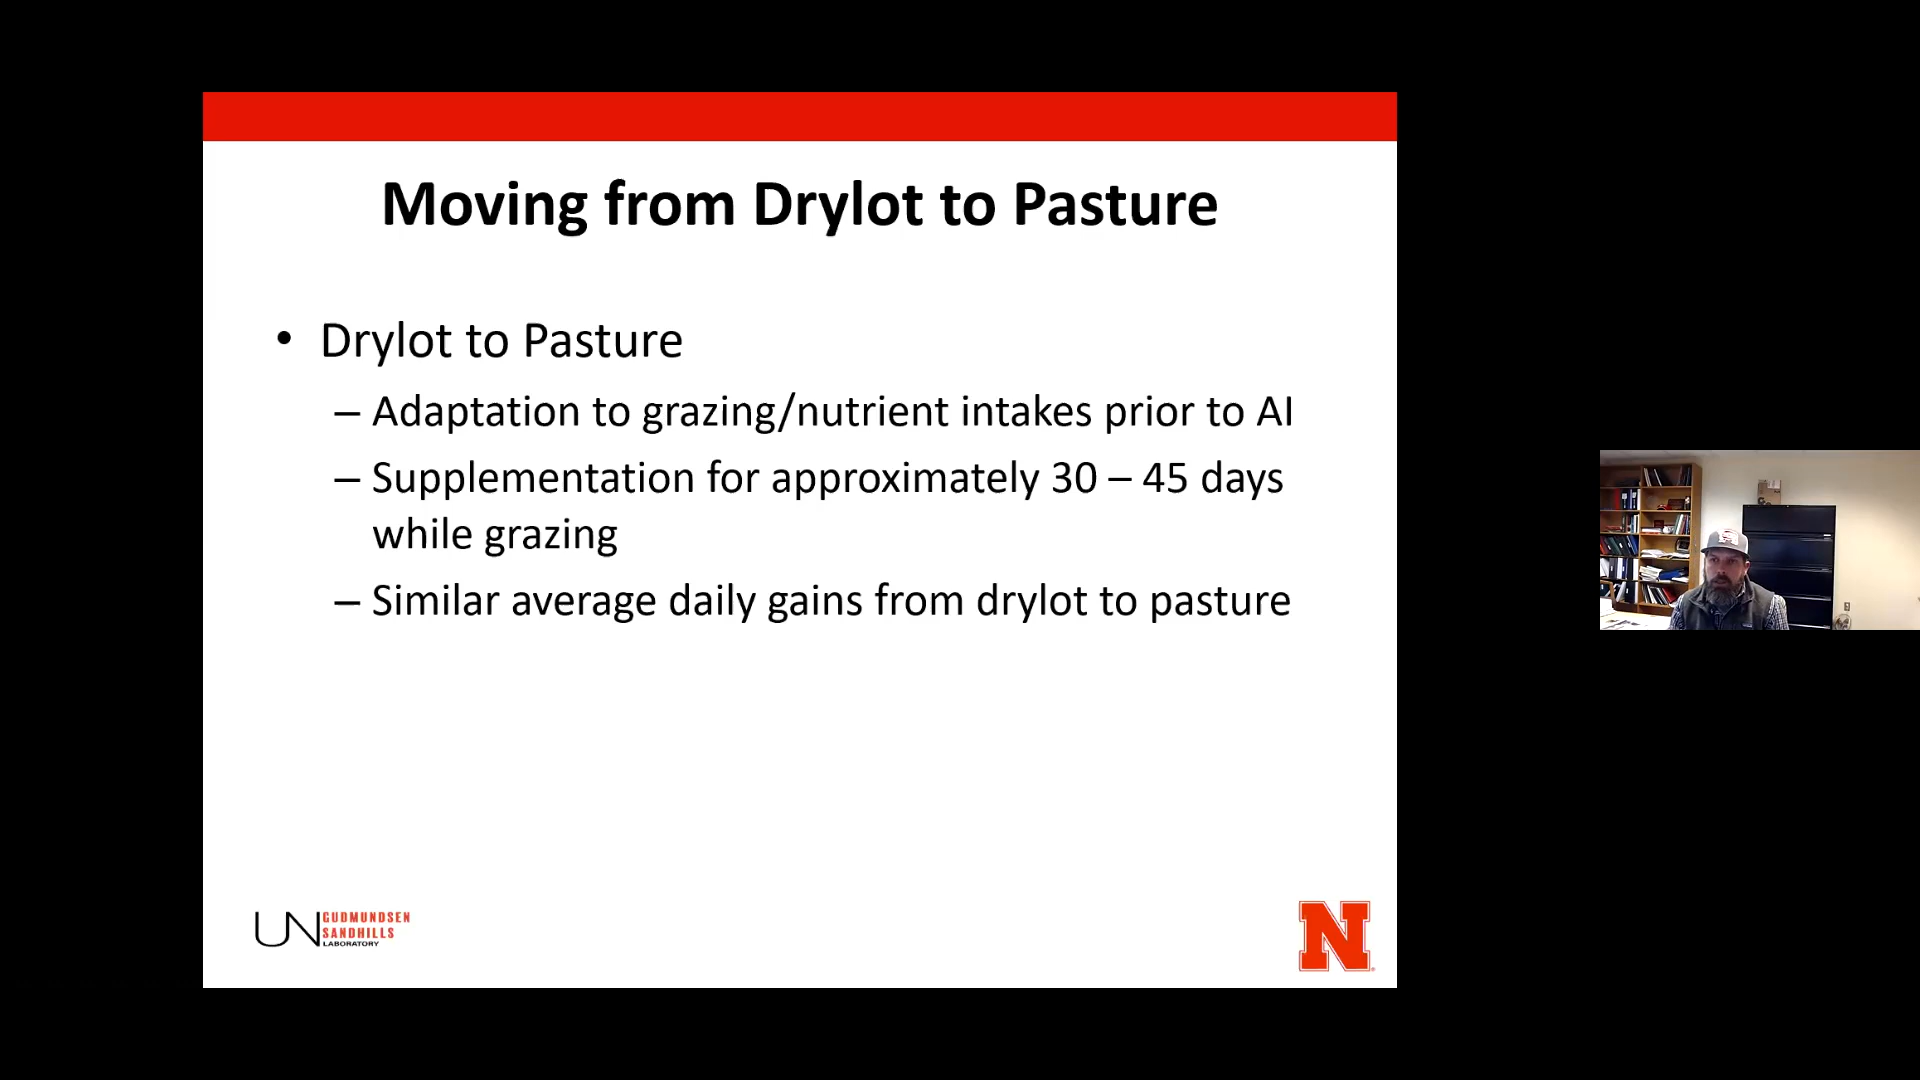 Moving from Drylot to Pasture
• Drylot to Pasture
– Adaptation to grazing/nutrient intakes prior to AI
– Supplementation for approximately 30 – 45 days
while grazing
– Similar average daily gains from drylot to pasture
UN
GUDMUNDSEN
SANDHILLS
LABORATORY
N